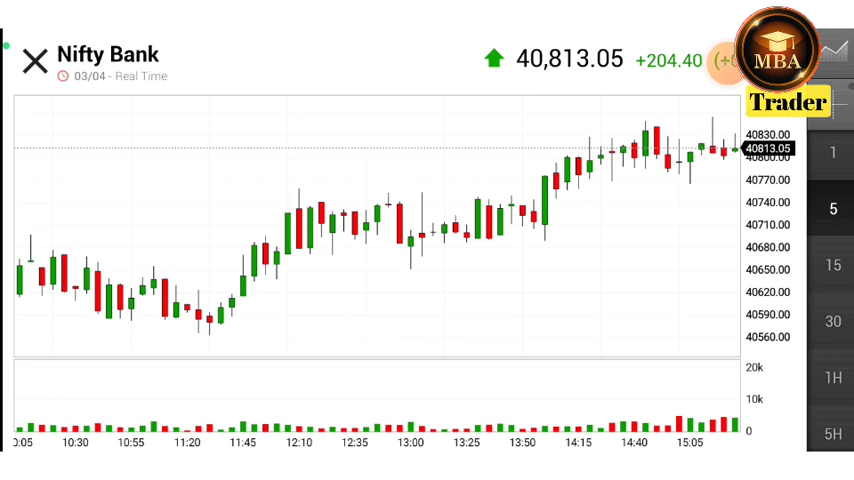 Nifty Bank
03/04 - Real Time
40,813.05 +204.40
MBA
Trader
40830.00
40813.05
40800.00
40770.00
40740.00
40710.00
40680.00
40650.00
40620.00
40590.00
40560.00
20k
10k
0
10:30 10:55 11:20 11:45 12:10 12:35 13:00 13:25 13:50 14:15 14:40 15:05
1
5
15
30
1H
5H